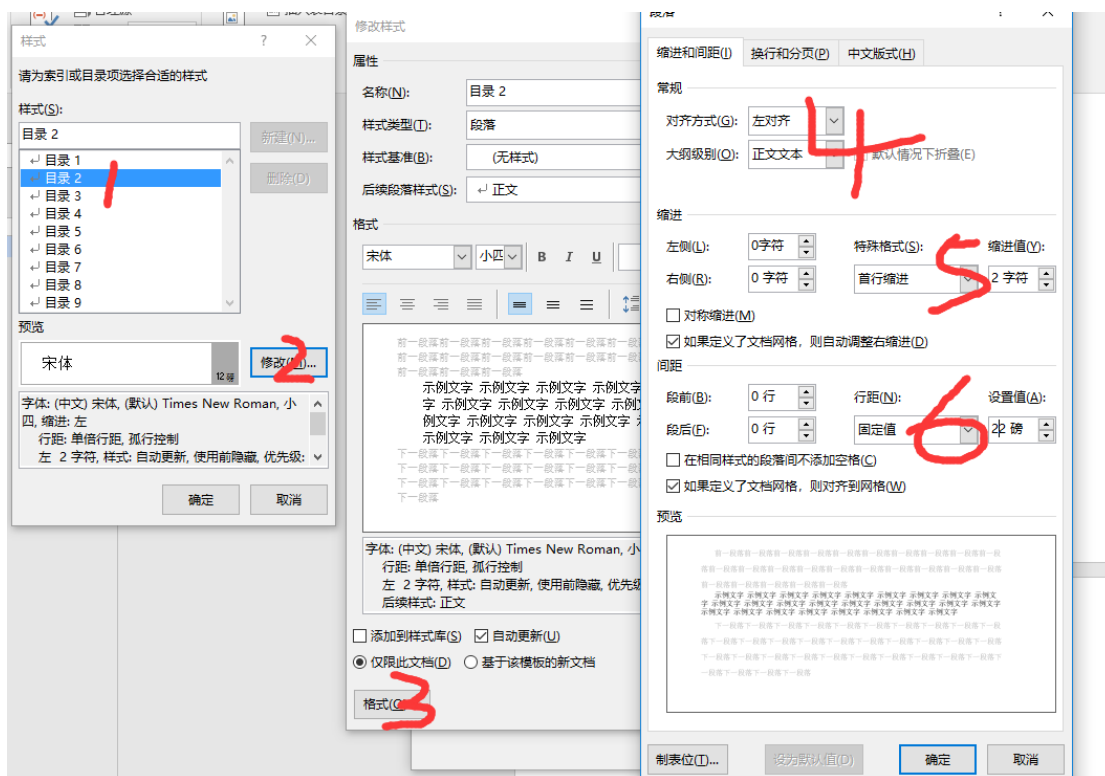 样式
? ×
请为索引或目录项选择合适的样式
样式(S):
目录 2
新建(N)...
目录 1
目录 2
目录 3
目录 4
目录 5
目录 6
目录 7
目录 8
目录 9
删除(D)
1
预览
宋体
12 磅
修改(M)...
2
字体: (中文) 宋体, (默认) Times New Roman, 小
四, 缩进: 左
行距: 单倍行距, 孤行控制
左 2 字符, 样式: 自动更新, 使用前隐藏, 优先级:
确定
取消
修改样式
属性
名称(N):
目录 2
样式类型(T):
段落
样式基准(B):
(无样式)
后续段落样式(S):
正文
格式
宋体
小四
B I U
前一段落前一段落前一段落前一段落前一段落前一段
前一段落前一段落前一段落前一段落前一段落前一段
前一段落前一段落前一段落
示例文字 示例文字 示例文字 示例文字
字 示例文字 示例文字 示例文字 示例
例文字 示例文字 示例文字 示例文字
示例文字 示例文字 示例文字
下一段落下一段落下一段落下一段落下一段落下一段
下一段落下一段落下一段落下一段落下一段落下一段
下一段落下一段落下一段落下一段落下一段落下一段
下一段落
字体: (中文) 宋体, (默认) Times New Roman, 小
行距: 单倍行距, 孤行控制
左 2 字符, 样式: 自动更新, 使用前隐藏, 优先级
后续样式: 正文
添加到样式库(S)
自动更新(U)
仅限此文档(D)
基于该模板的新文档
格式(O)
3
段落
缩进和间距(I)
换行和分页(P)
中文版式(H)
常规
对齐方式(G):
左对齐
大纲级别(O):
正文文本
默认情况下折叠(E)
4
缩进
左侧(L):
0字符
特殊格式(S):
缩进值(Y):
右侧(R):
0 字符
首行缩进
2 字符
5
对称缩进(M)
如果定义了文档网格，则自动调整右缩进(D)
间距
段前(B):
0 行
行距(N):
设置值(A):
段后(F):
0 行
固定值
22 磅
6
在相同样式的段落间不添加空格(C)
如果定义了文档网格，则对齐到网格(W)
预览
制表位(T)...
设为默认值(D)
确定
取消